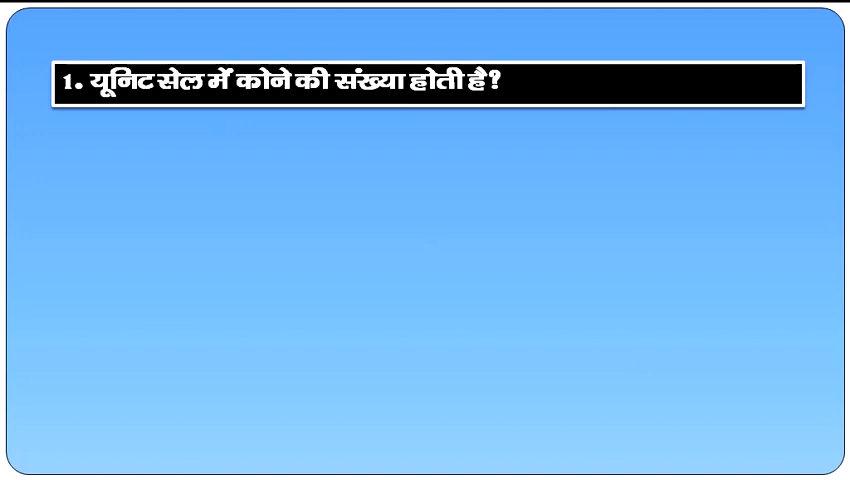 1. यूनिट सेल में कोने की संख्या होती है?